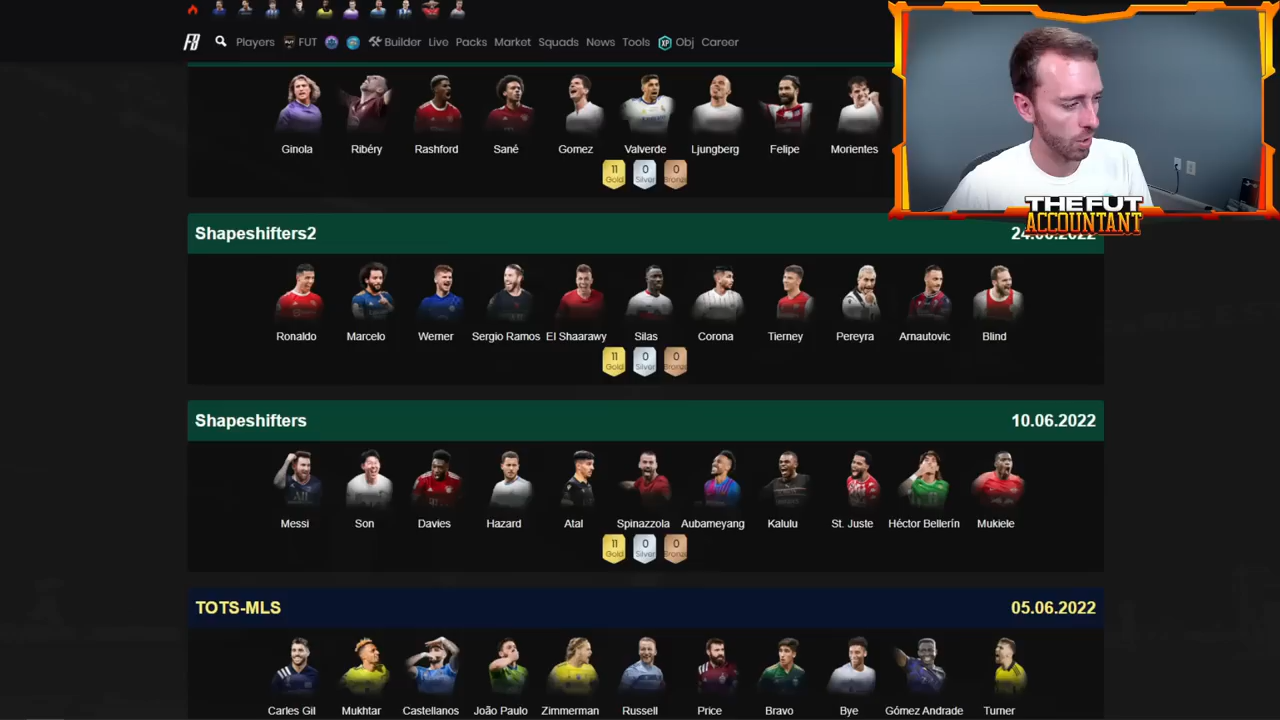 FB Players FUT Builder Live Packs Market Squads News Tools XP Obj Career
Ginola Ribéry Rashford Sané Gomez Valverde Ljungberg Felipe Morientes
11 0 0
Gold Silver Bronze
THE FUT
ACCOUNTANT
Shapeshifters2
Ronaldo Marcelo Werner Sergio Ramos El Shaarawy Silas Corona Tierney Pereyra Arnautovic Blind
11 0 0
Gold Silver Bronze
Shapeshifters 10.06.2022
Messi Son Davies Hazard Atal Spinazzola Aubameyang Kalulu St. Juste Héctor Bellerín Mukiele
11 0 0
Gold Silver Bronze
TOTS-MLS 05.06.2022
Carles Gil Mukhtar Castellanos João Paulo Zimmerman Russell Price Bravo Bye Gómez Andrade Turner